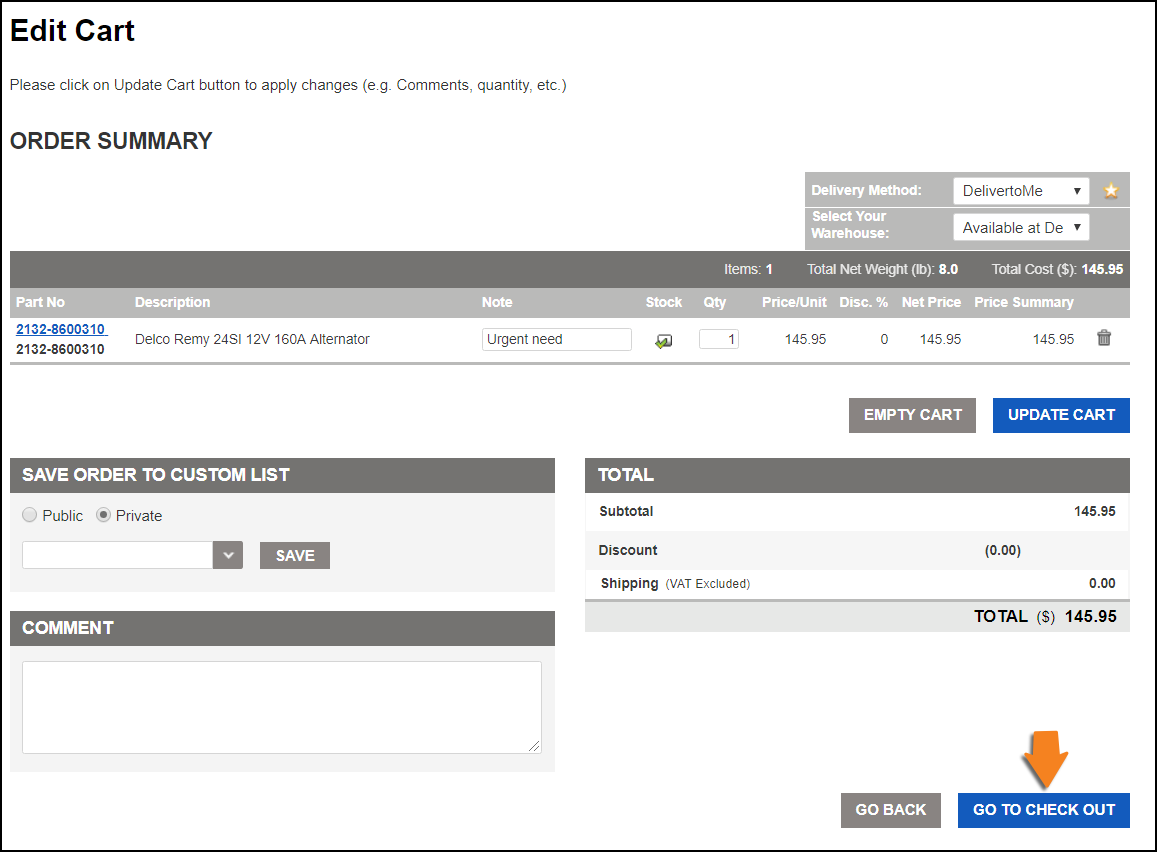 Edit Cart
Please click on Update Cart button to apply changes (e.g. Comments, quantity, etc.)
ORDER SUMMARY
Delivery Method: DelivertoMe
Select Your
Warehouse: Available at De
Items: 1 Total Net Weight (lb): 8.0 Total Cost ($): 145.95
Part No Description Note Stock Qty Price/Unit Disc. % Net Price Price Summary
2132-8600310
2132-8600310 Delco Remy 24SI 12V 160A Alternator Urgent need 1 145.95 0 145.95 145.95
EMPTY CART UPDATE CART
SAVE ORDER TO CUSTOM LIST
Public Private
SAVE
COMMENT
TOTAL
Subtotal 145.95
Discount (0.00)
Shipping (VAT Excluded) 0.00
TOTAL ($) 145.95
GO BACK GO TO CHECK OUT